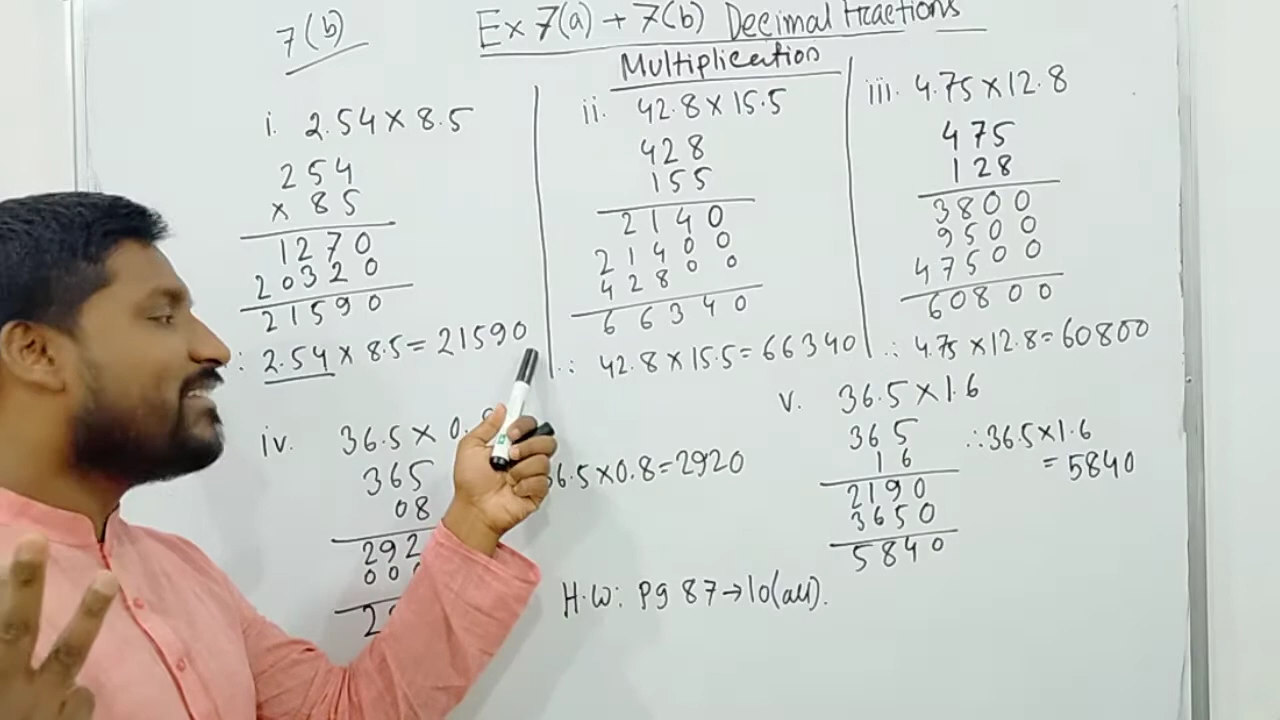 7(b)
Ex 7(a) + 7(b) Decimal Fractions
Multiplication
i. 2.54 × 8.5
254
× 85
1270
20320
21590
∴ 2.54 × 8.5 = 21590
ii. 42.8 × 15.5
428
155
2140
21400
42800
66340
∴ 42.8 × 15.5 = 66340
iii. 4.75 × 12.8
475
128
3800
9500
47500
60800
∴ 4.75 × 12.8 = 60800
iv. 36.5 × 0.
365
08
292
00
2
6.5 × 0.8 = 2920
v. 36.5 × 1.6
365
16
2190
3650
5840
∴ 36.5 × 1.6
= 5840
H.W: Pg 87 → 10(all).